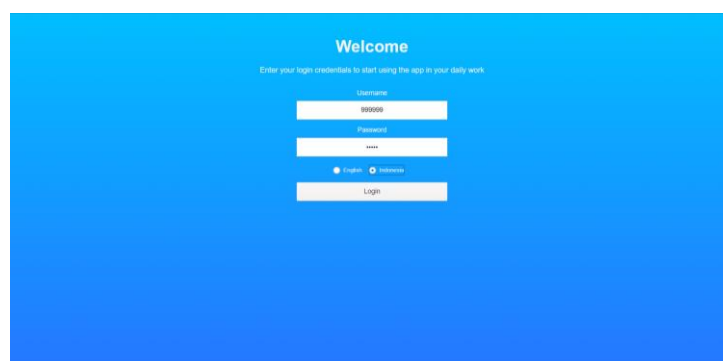 Welcome
Enter your login credentials to start using the app in your daily work
Username
999999
Password
•••••
English Indonesia
Login